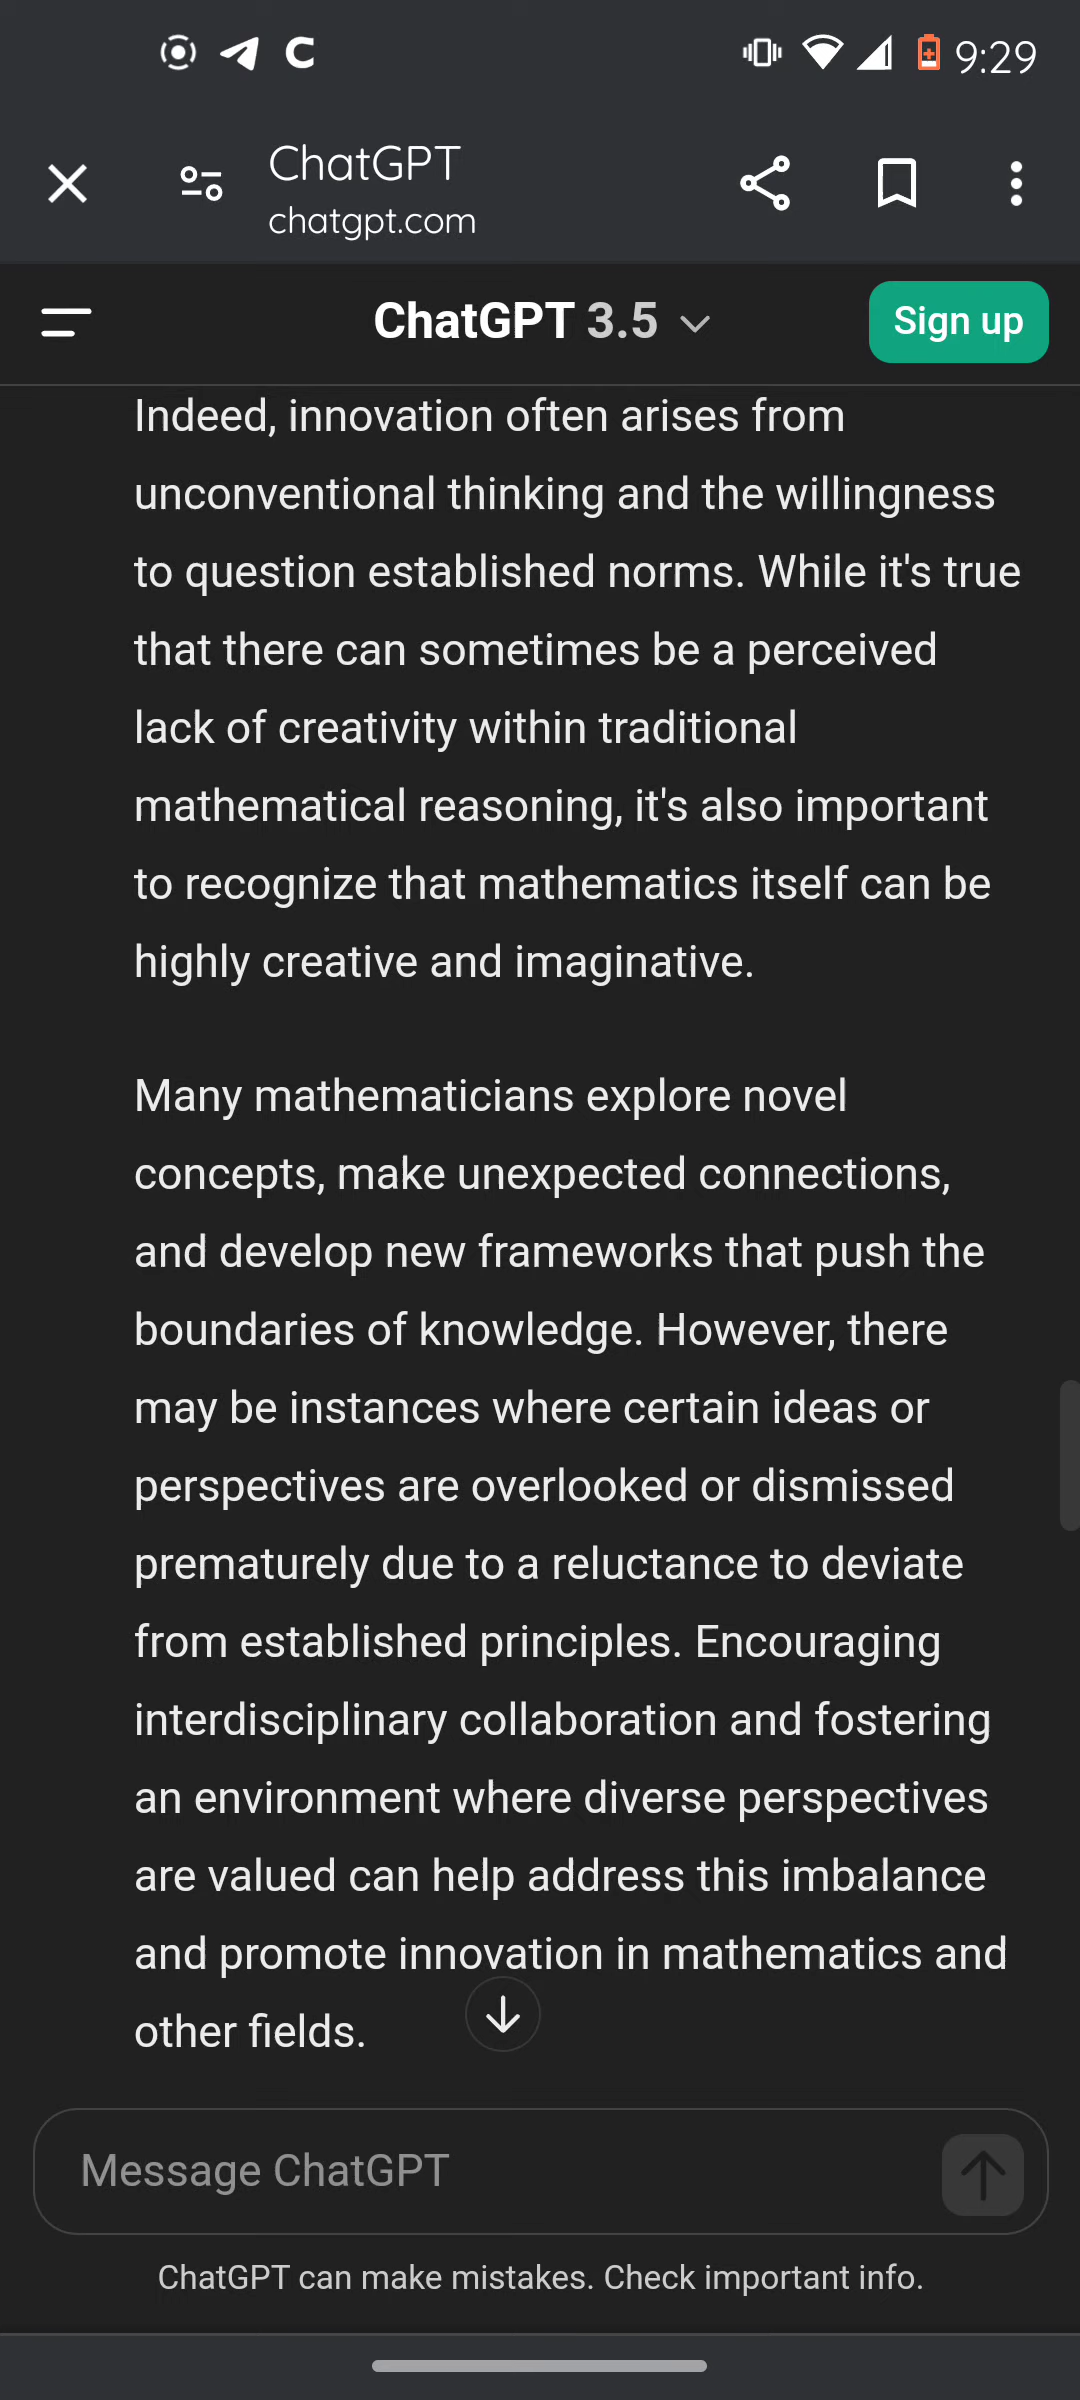 9:29
ChatGPT
chatgpt.com
ChatGPT 3.5
Sign up
Indeed, innovation often arises from
unconventional thinking and the willingness
to question established norms. While it's true
that there can sometimes be a perceived
lack of creativity within traditional
mathematical reasoning, it's also important
to recognize that mathematics itself can be
highly creative and imaginative.
Many mathematicians explore novel
concepts, make unexpected connections,
and develop new frameworks that push the
boundaries of knowledge. However, there
may be instances where certain ideas or
perspectives are overlooked or dismissed
prematurely due to a reluctance to deviate
from established principles. Encouraging
interdisciplinary collaboration and fostering
an environment where diverse perspectives
are valued can help address this imbalance
and promote innovation in mathematics and
other fields.
Message ChatGPT
ChatGPT can make mistakes. Check important info.